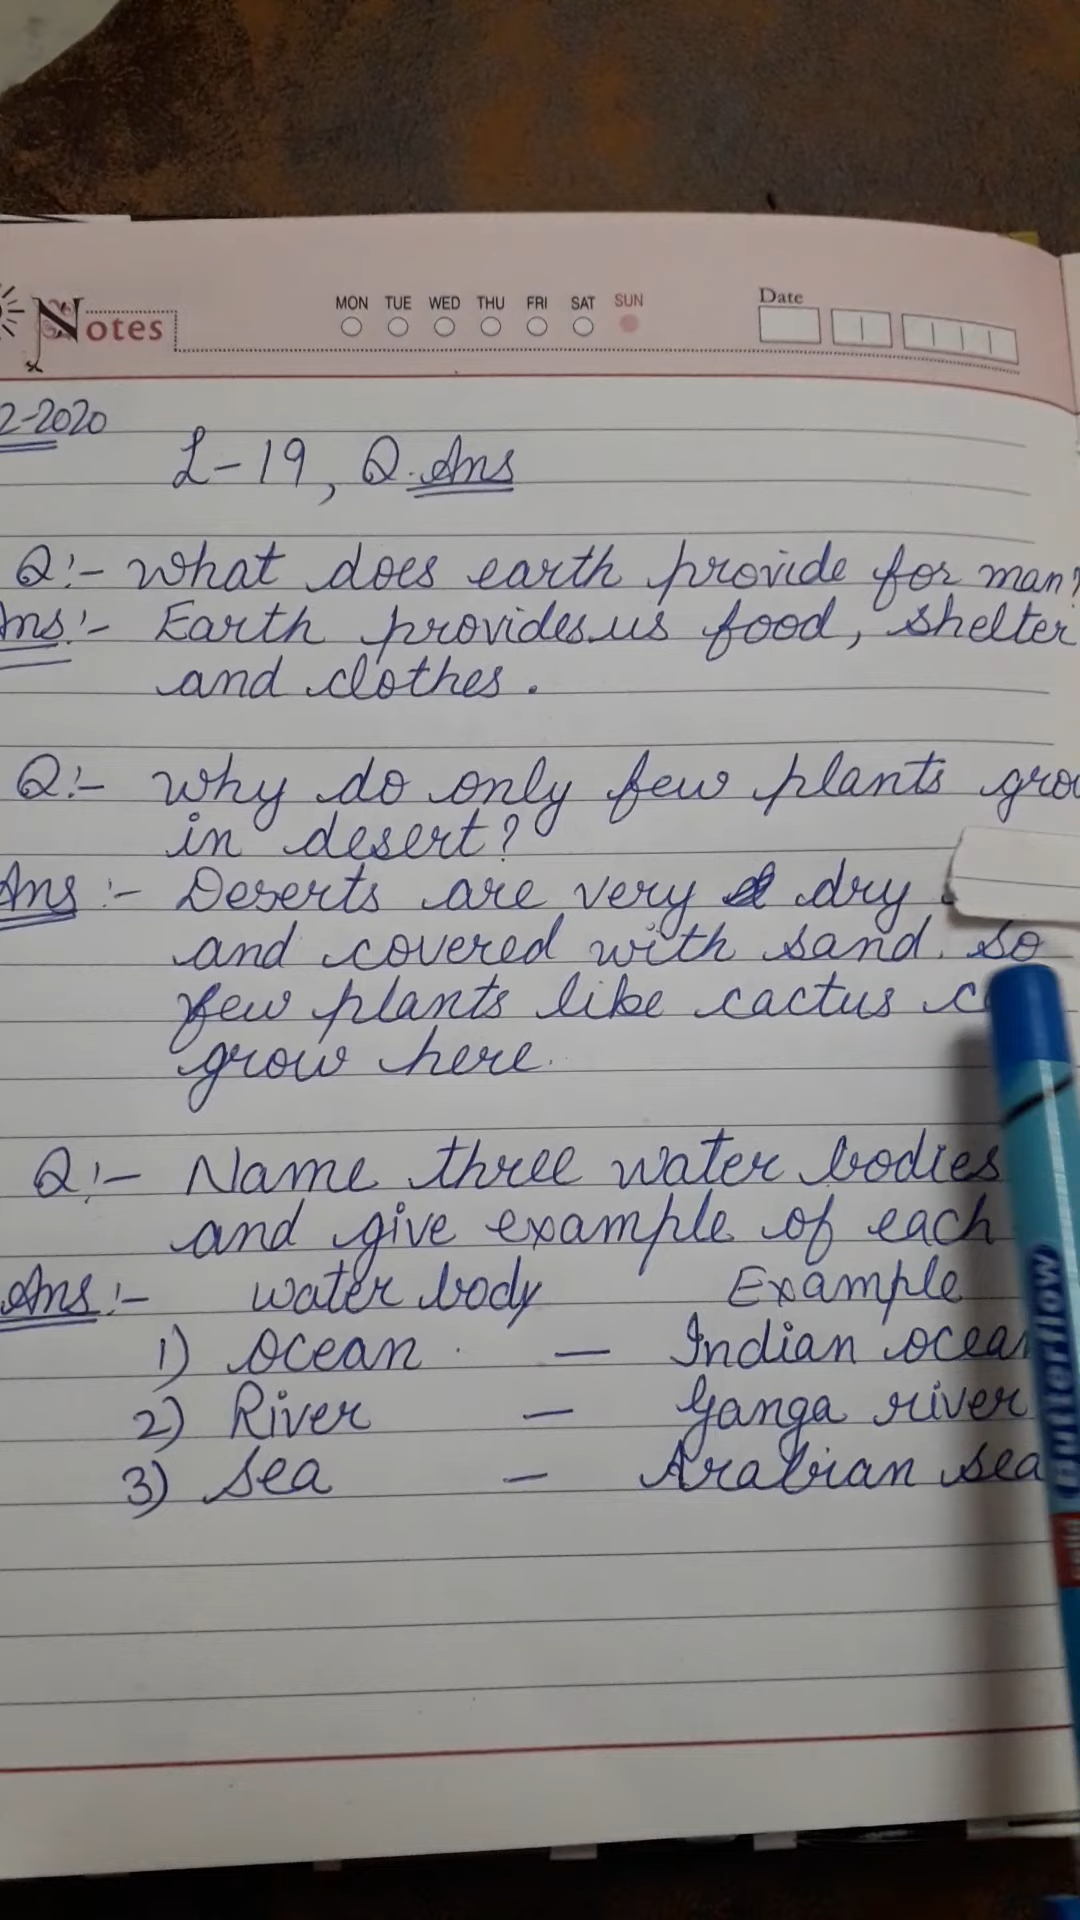 Notes MON TUE WED THU FRI SAT SUN Date
2-2020
L-19, Q.Ans
Q:- What does earth provide for man?
Ans:- Earth provides us food, shelter
and clothes.
Q:- Why do only few plants grow
in desert?
Ans:- Deserts are very dry
and covered with sand. So
few plants like cactus
grow here.
Q:- Name three water bodies
and give example of each
Ans:- water body Example
1) Ocean - Indian ocean
2) River - Ganga river
3) Sea - Arabian sea
Butterflow
cello